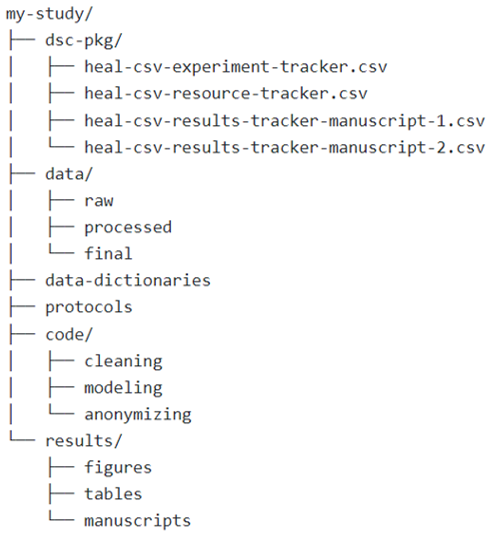 my-study/
├── dsc-pkg/
│   ├── heal-csv-experiment-tracker.csv
│   ├── heal-csv-resource-tracker.csv
│   ├── heal-csv-results-tracker-manuscript-1.csv
│   └── heal-csv-results-tracker-manuscript-2.csv
├── data/
│   ├── raw
│   ├── processed
│   └── final
├── data-dictionaries
├── protocols
├── code/
│   ├── cleaning
│   ├── modeling
│   └── anonymizing
└── results/
    ├── figures
    ├── tables
    └── manuscripts